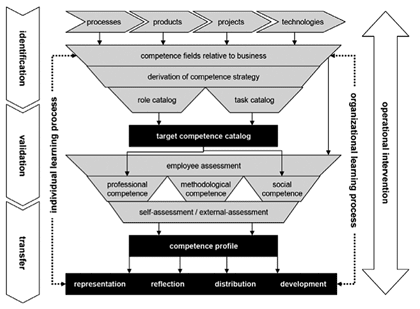 processes products projects technologies
identification
competence fields relative to business
derivation of competence strategy
role catalog task catalog
target competence catalog
validation
employee assessment
professional competence methodological competence social competence
self-assessment / external-assessment
transfer
competence profile
representation reflection distribution development
individual learning process
organizational learning process
operational intervention